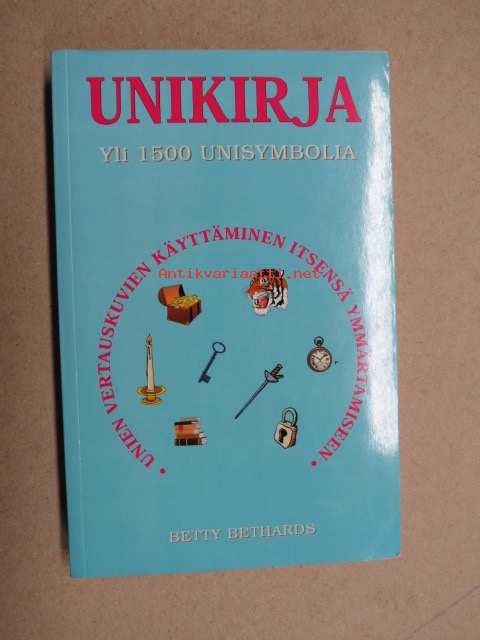 UNIKIRJA
Yli 1500 UNISYMBOLIA
• UNIEN VERTAUSKUVIEN KÄYTTÄMINEN ITSENSÄ YMMÄRTÄMISEEN •
Antikvariaatti.net
BETTY BETHARDS